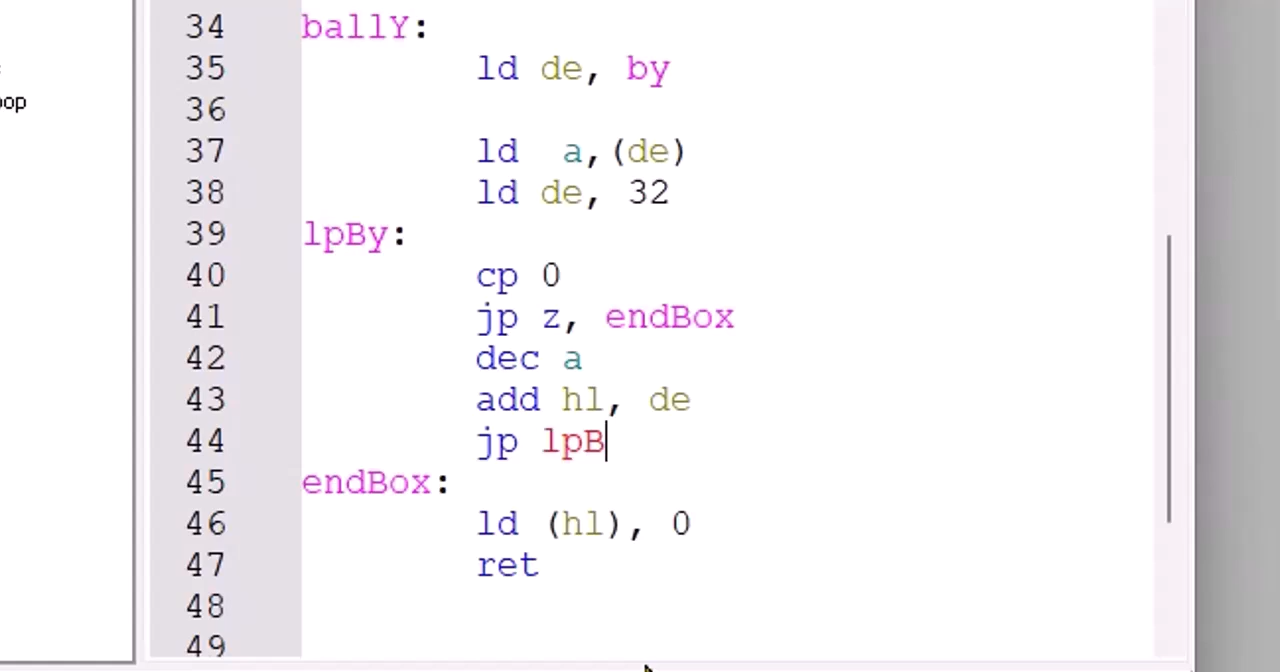 oop
34 ballY:
35 ld de, by
36
37 ld a,(de)
38 ld de, 32
39 lpBy:
40 cp 0
41 jp z, endBox
42 dec a
43 add hl, de
44 jp lpB
45 endBox:
46 ld (hl), 0
47 ret
48
49